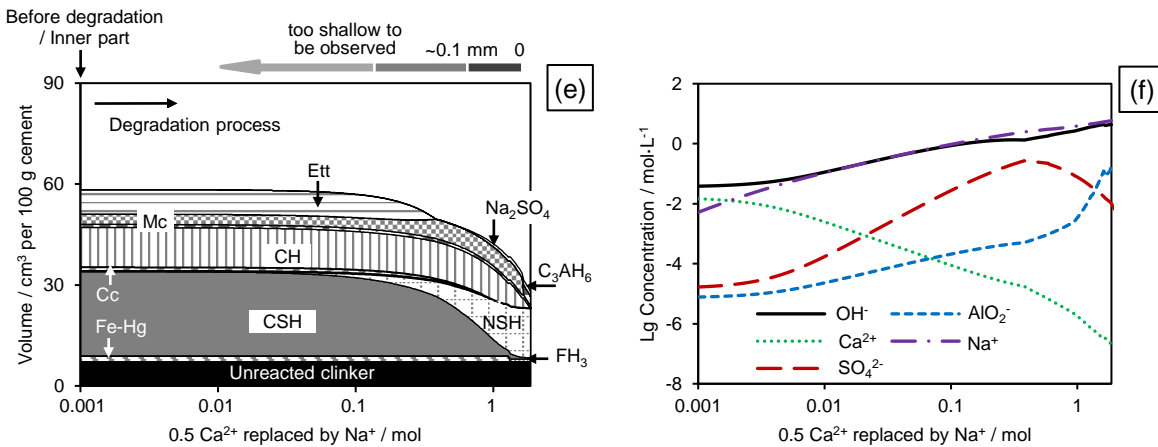 Before degradation
/ Inner part
too shallow to
be observed
~0.1 mm
0
(e)
90
60
30
0
Degradation process
Ett
Mc
Na₂SO₄
CH
C₃AH₆
Cc
CSH
NSH
Fe-Hg
FH₃
Unreacted clinker
0.001
0.01
0.1
1
Volume / cm³ per 100 g cement
0.5 Ca²⁺ replaced by Na⁺ / mol
(f)
2
0
-2
-4
-6
-8
OH⁻
AlO₂⁻
Ca²⁺
Na⁺
SO₄²⁻
0.001
0.01
0.1
1
Lg Concentration / mol·L⁻¹
0.5 Ca²⁺ replaced by Na⁺ / mol